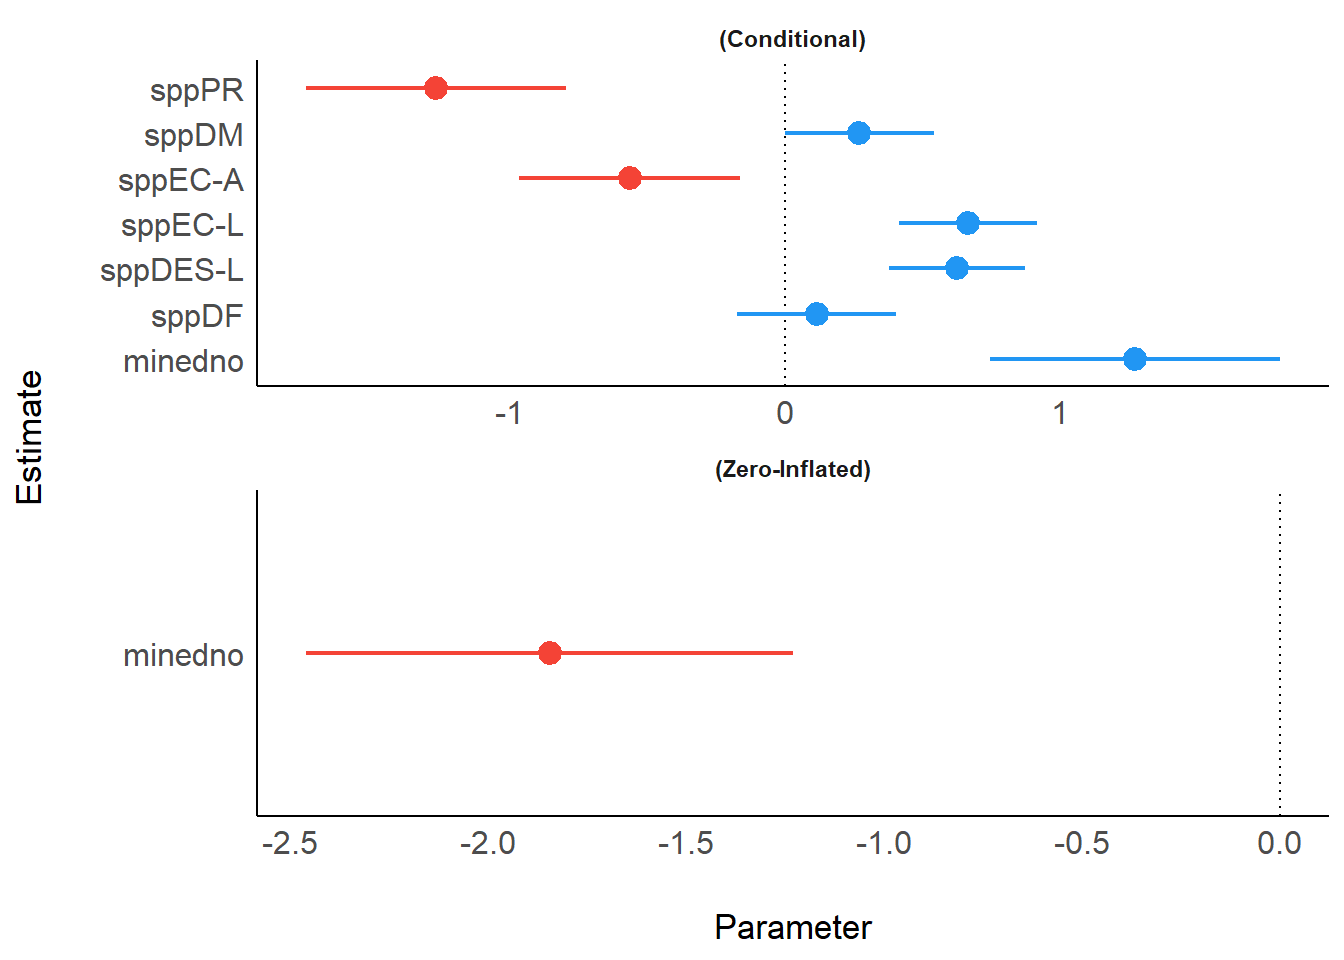 (Conditional)
sppPR
sppDM
sppEC-A
sppEC-L
sppDES-L
sppDF
minedno
-1 0 1
Estimate
(Zero-Inflated)
minedno
-2.5 -2.0 -1.5 -1.0 -0.5 0.0
Parameter